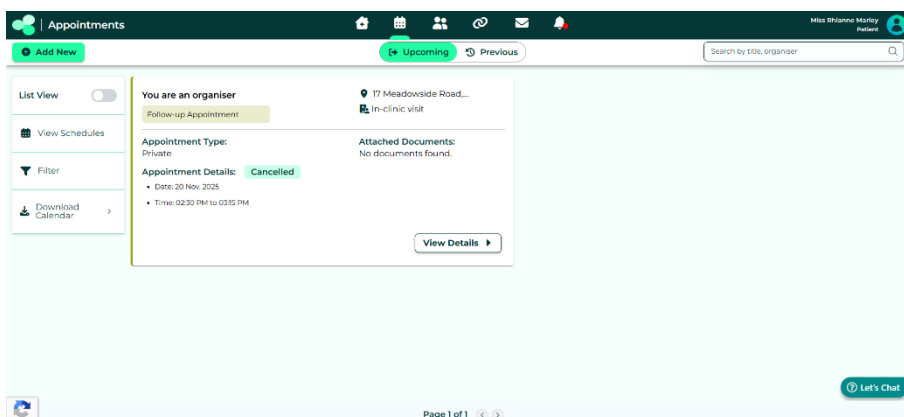 Appointments
Miss Rhianne Marley
Patient
Add New
Upcoming
Previous
Search by title, organiser
List View
View Schedules
Filter
Download
Calendar
You are an organiser
Follow-up Appointment
17 Meadowside Road,...
In-clinic visit
Appointment Type:
Private
Attached Documents:
No documents found.
Appointment Details: Cancelled
• Date: 20 Nov, 2025
• Time: 02:30 PM to 03:15 PM
View Details
Let's Chat
Page 1 of 1